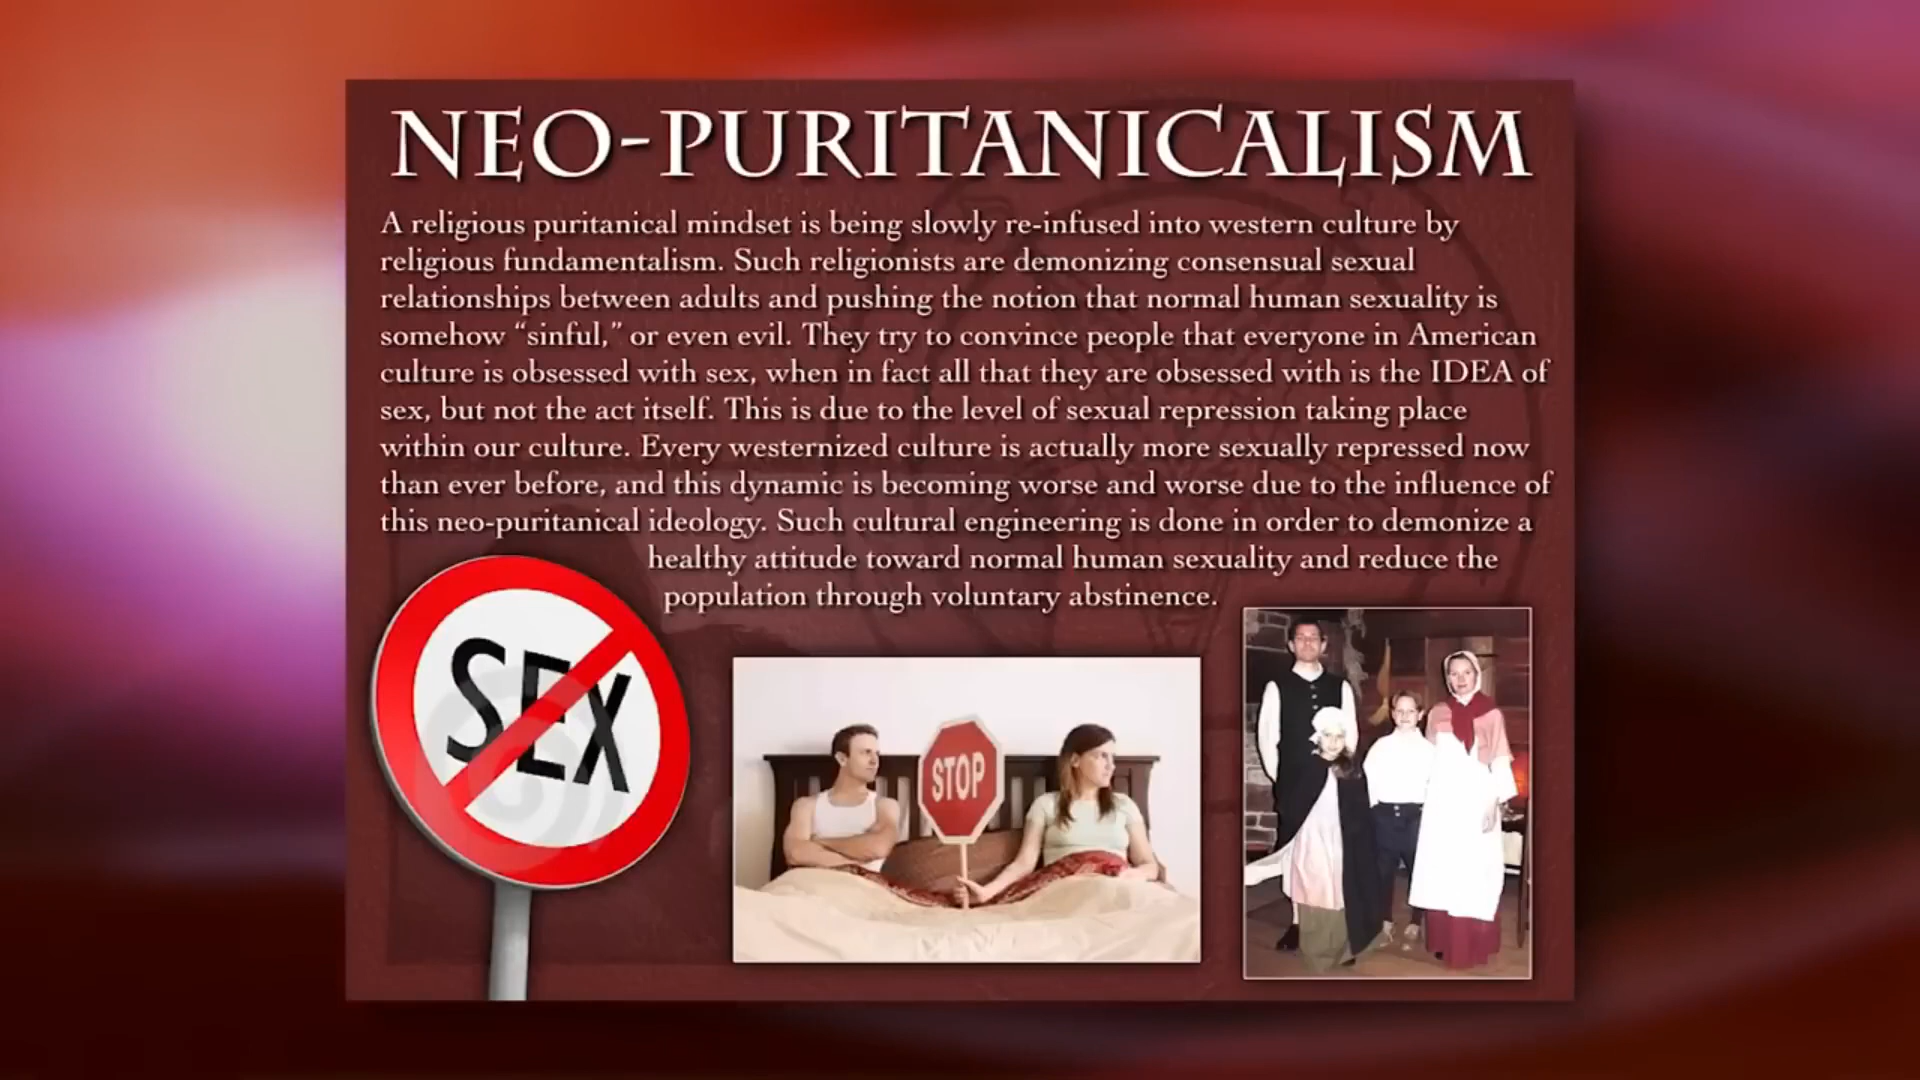 NEO-PURITANICALISM
A religious puritanical mindset is being slowly re-infused into western culture by
religious fundamentalism. Such religionists are demonizing consensual sexual
relationships between adults and pushing the notion that normal human sexuality is
somehow “sinful,” or even evil. They try to convince people that everyone in American
culture is obsessed with sex, when in fact all that they are obsessed with is the IDEA of
sex, but not the act itself. This is due to the level of sexual repression taking place
within our culture. Every westernized culture is actually more sexually repressed now
than ever before, and this dynamic is becoming worse and worse due to the influence of
this neo-puritanical ideology. Such cultural engineering is done in order to demonize a
healthy attitude toward normal human sexuality and reduce the
population through voluntary abstinence.
SEX
STOP